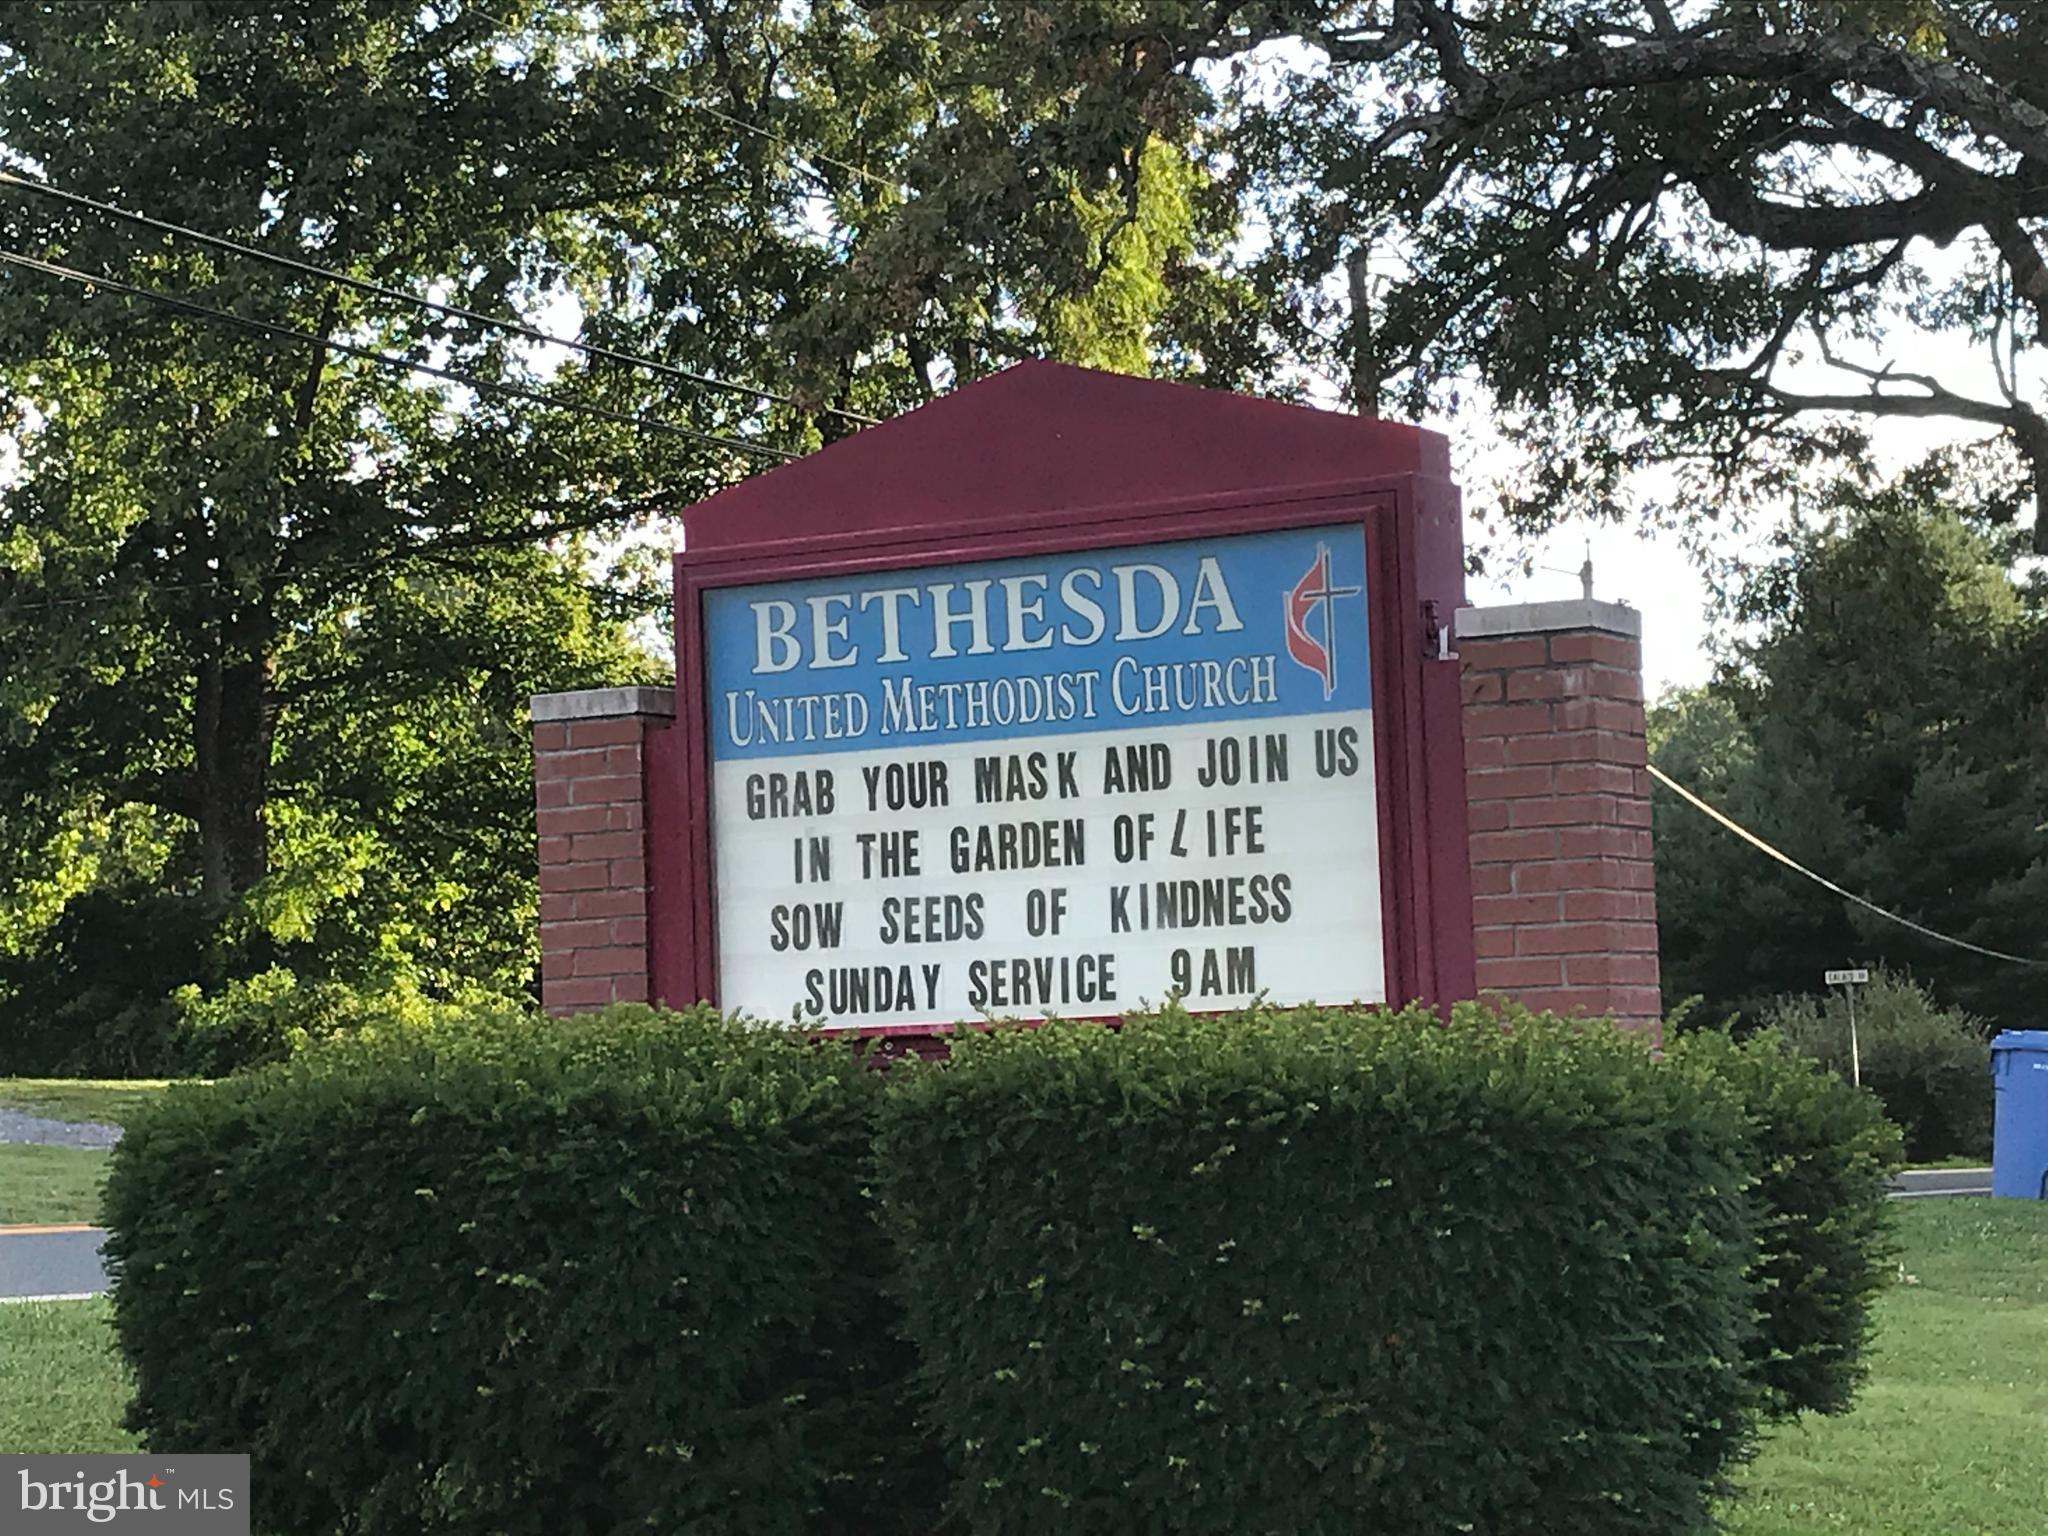 BETHESDA
UNITED METHODIST CHURCH
GRAB YOUR MASK AND JOIN US
IN THE GARDEN OF LIFE
SOW SEEDS OF KINDNESS
SUNDAY SERVICE 9AM
bright™ MLS